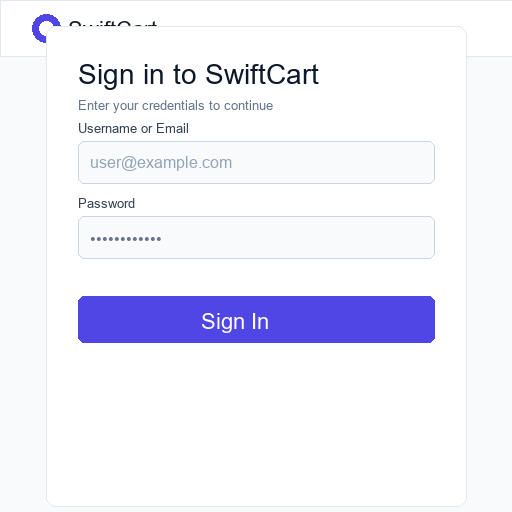 SwiftCart
Sign in to SwiftCart
Enter your credentials to continue
Username or Email
user@example.com
Password
••••••••••••
Sign In